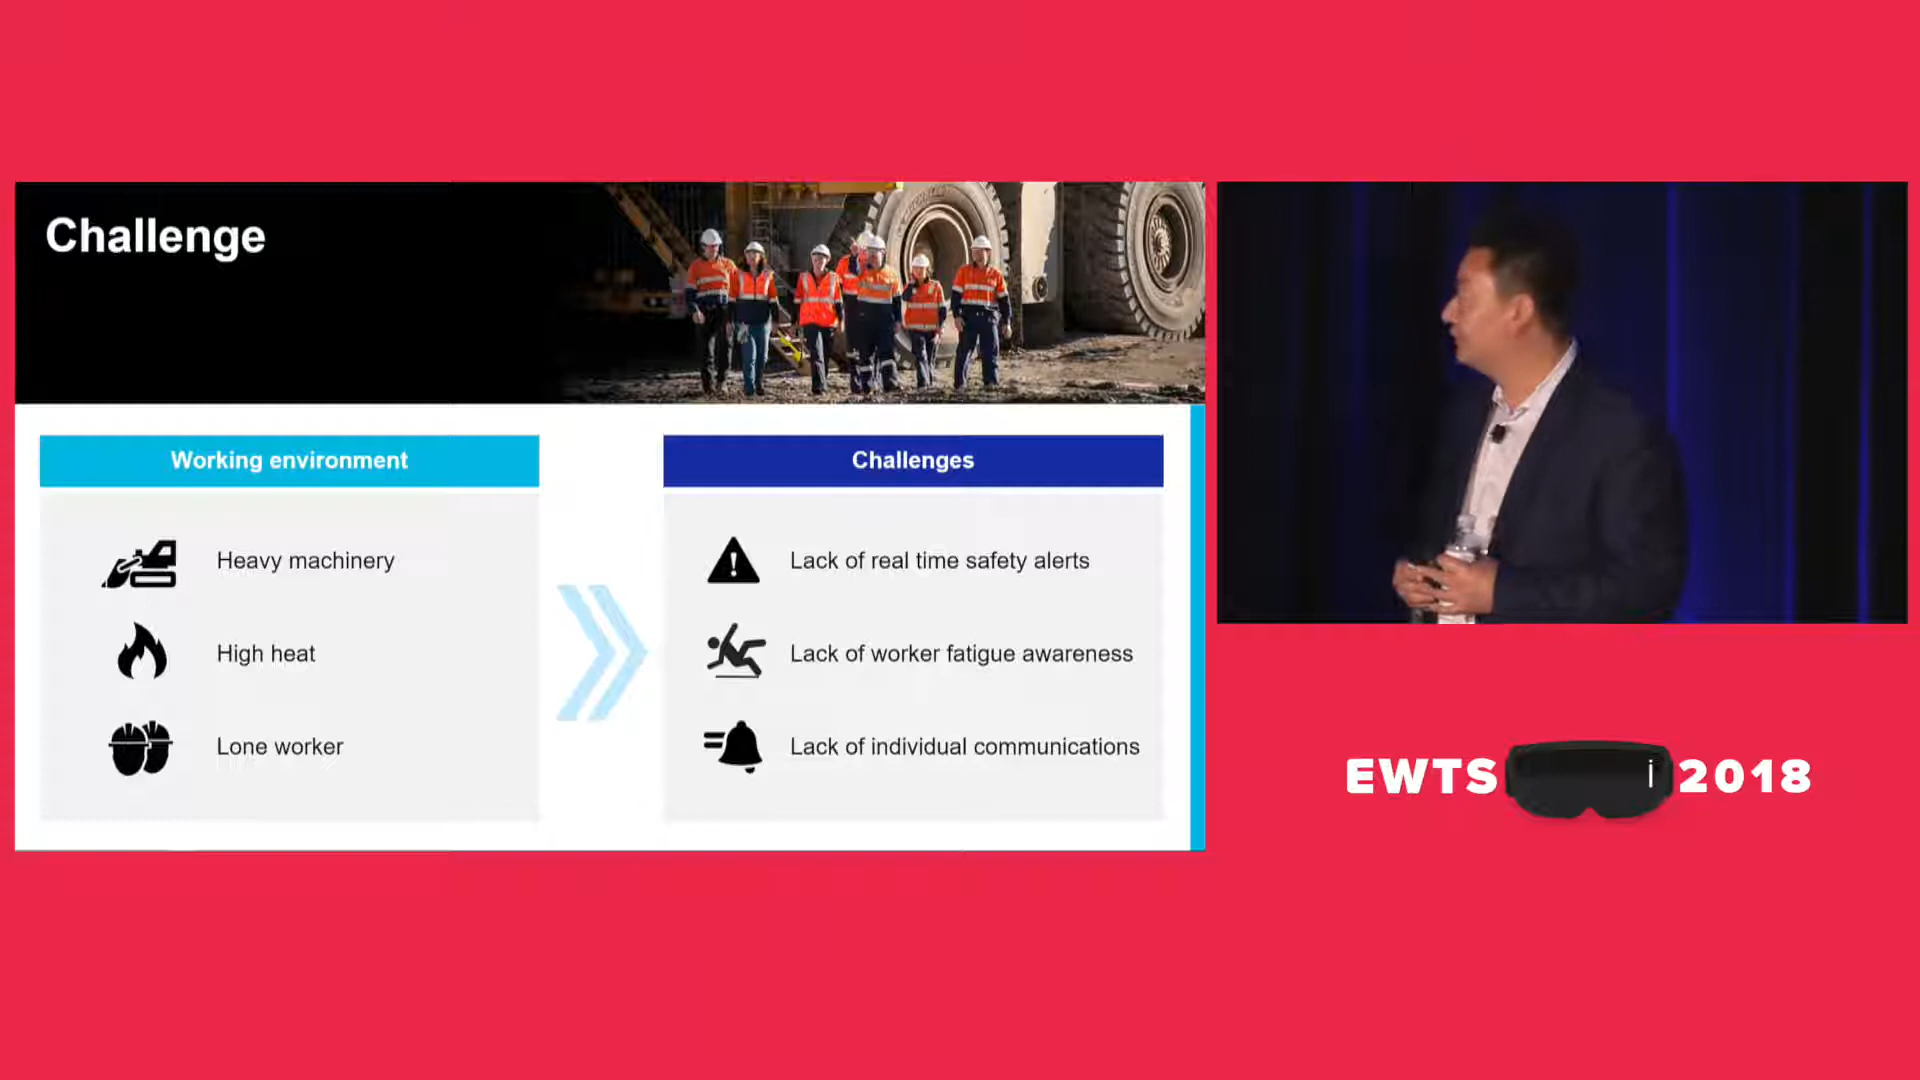 Challenge
Working environment
Heavy machinery
High heat
Lone worker
Challenges
Lack of real time safety alerts
Lack of worker fatigue awareness
Lack of individual communications
EWTS i 2018